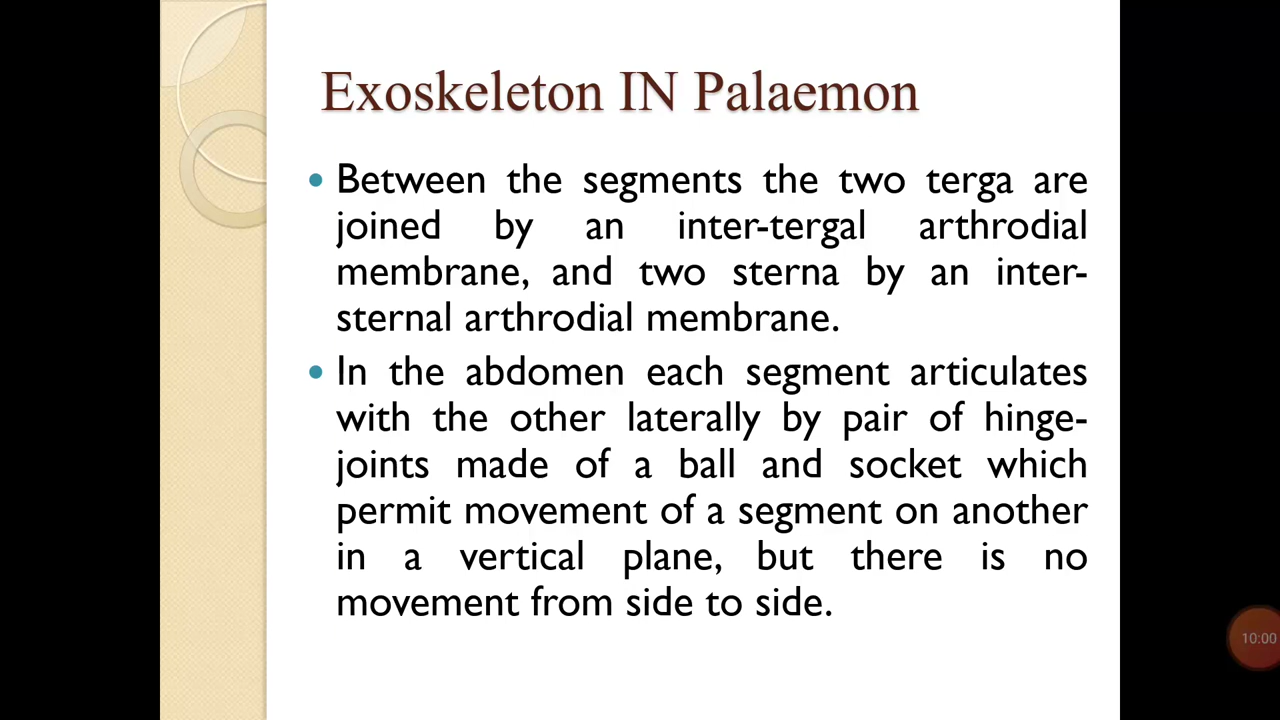 Exoskeleton IN Palaemon
• Between the segments the two terga are
joined by an inter-tergal arthrodial
membrane, and two sterna by an inter-
sternal arthrodial membrane.
• In the abdomen each segment articulates
with the other laterally by pair of hinge-
joints made of a ball and socket which
permit movement of a segment on another
in a vertical plane, but there is no
movement from side to side.
10:00